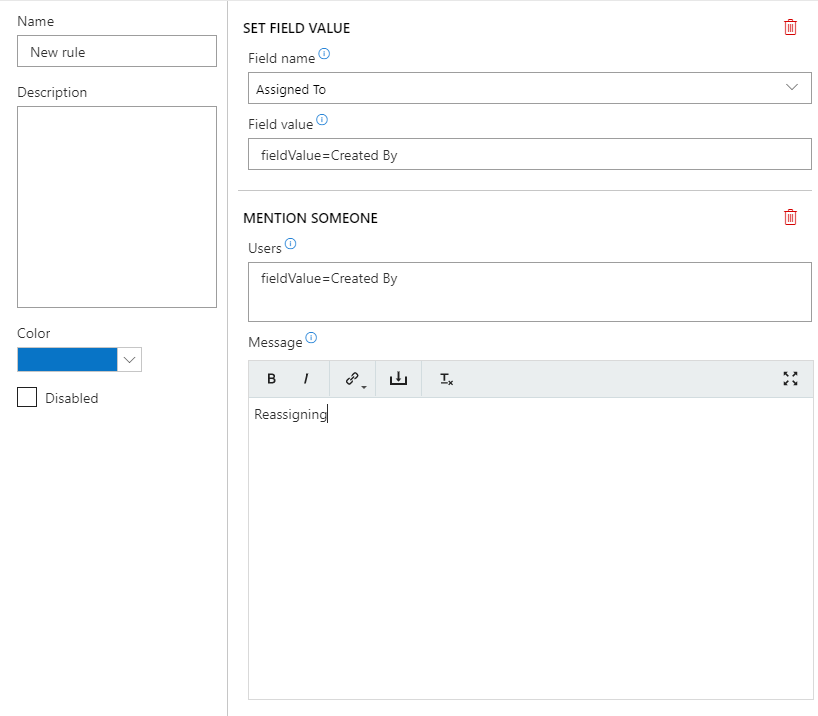 Name
New rule
Description
Color
Disabled
SET FIELD VALUE
Field name
Assigned To
Field value
fieldValue=Created By
MENTION SOMEONE
Users
fieldValue=Created By
Message
B I
Reassigning